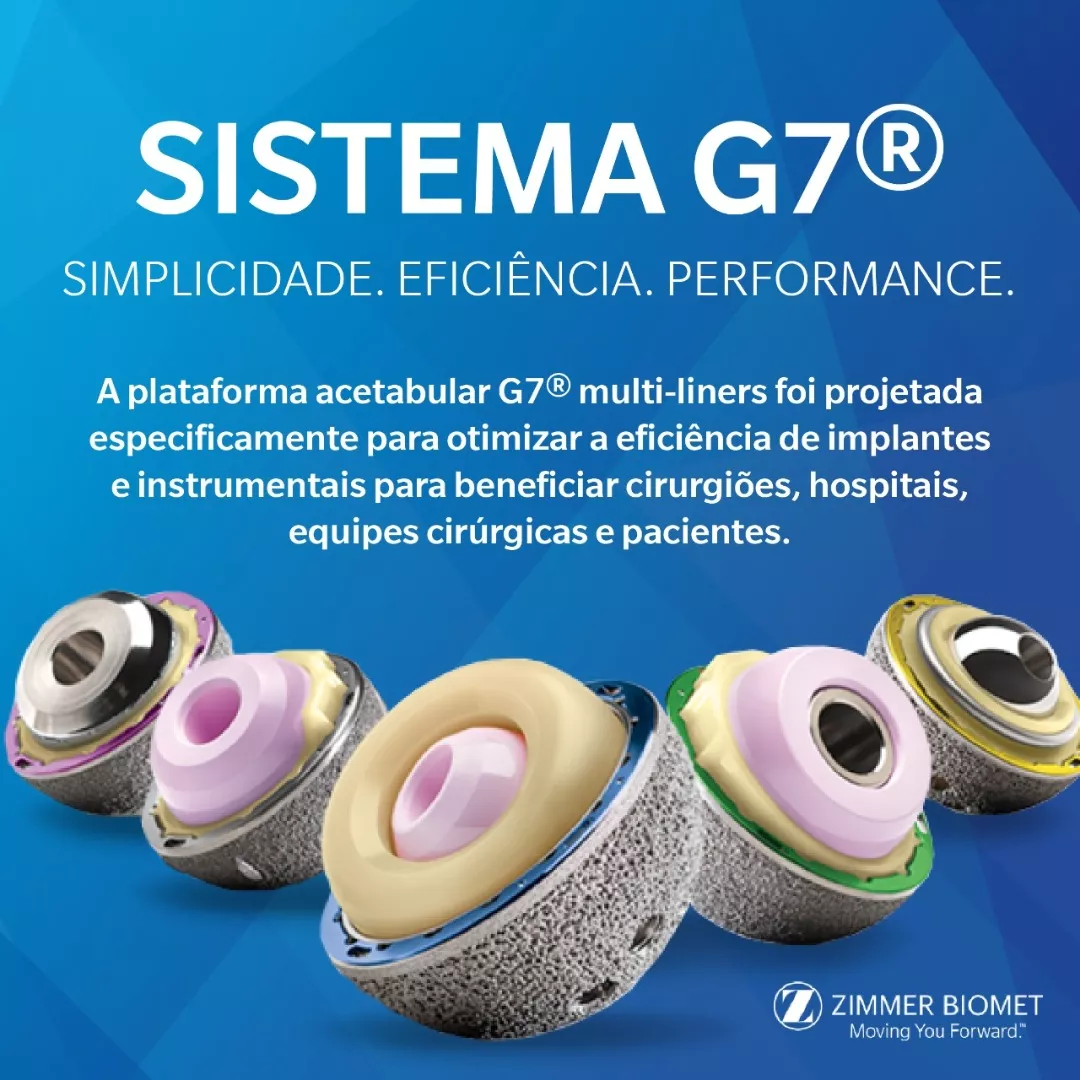 SISTEMA G7®
SIMPLICIDADE. EFICIÊNCIA. PERFORMANCE.
A plataforma acetabular G7® multi-liners foi projetada
especificamente para otimizar a eficiência de implantes
e instrumentais para beneficiar cirurgiões, hospitais,
equipes cirúrgicas e pacientes.
Z ZIMMER BIOMET
Moving You Forward.™